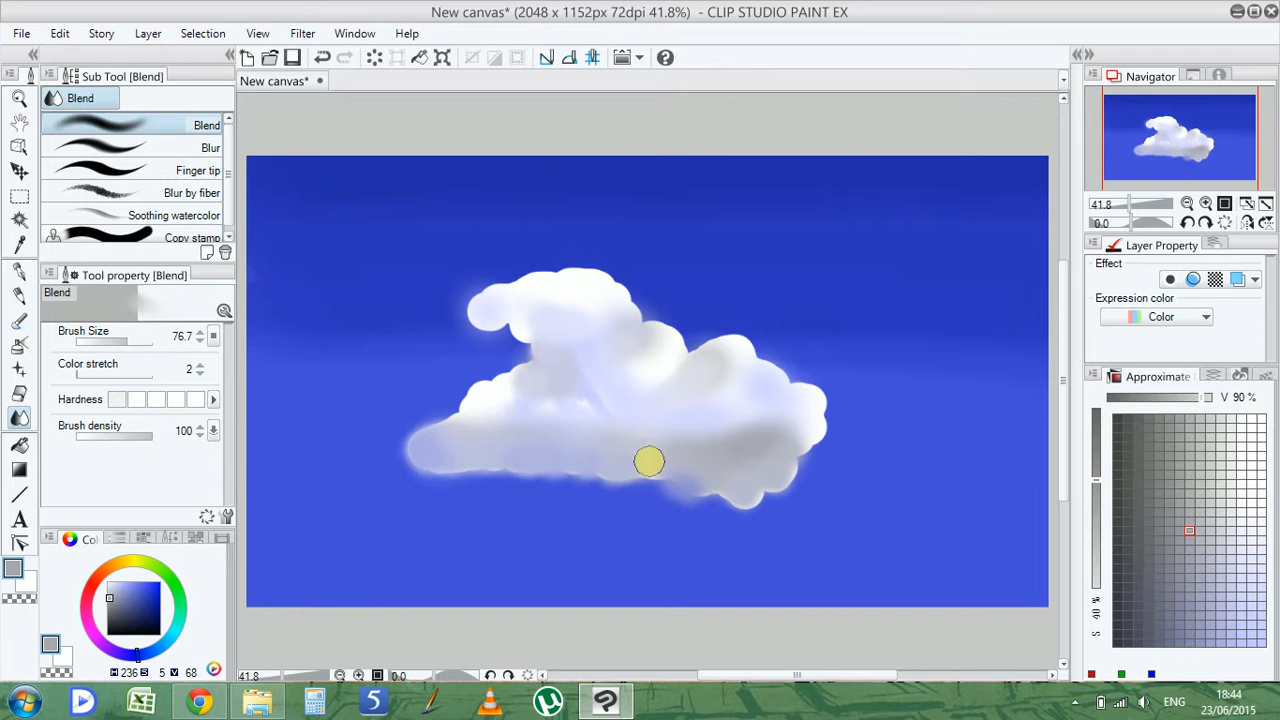 New canvas* (2048 x 1152px 72dpi 41.8%) - CLIP STUDIO PAINT EX
File Edit Story Layer Selection View Filter Window Help
Sub Tool [Blend]
New canvas*
Navigator
Blend
Blend
Blur
Finger tip
Blur by fiber
Soothing watercolor
Copy stamp
41.8
0.0
Layer Property
Tool property [Blend]
Effect
Blend
Expression color
Color
Brush Size 76.7
Color stretch 2
Approximate
Hardness
V 90 %
Brush density 100
Col
S 40 %
H 236 S 5 V 68
41.8 0.0
5
ENG
18:44
23/06/2015